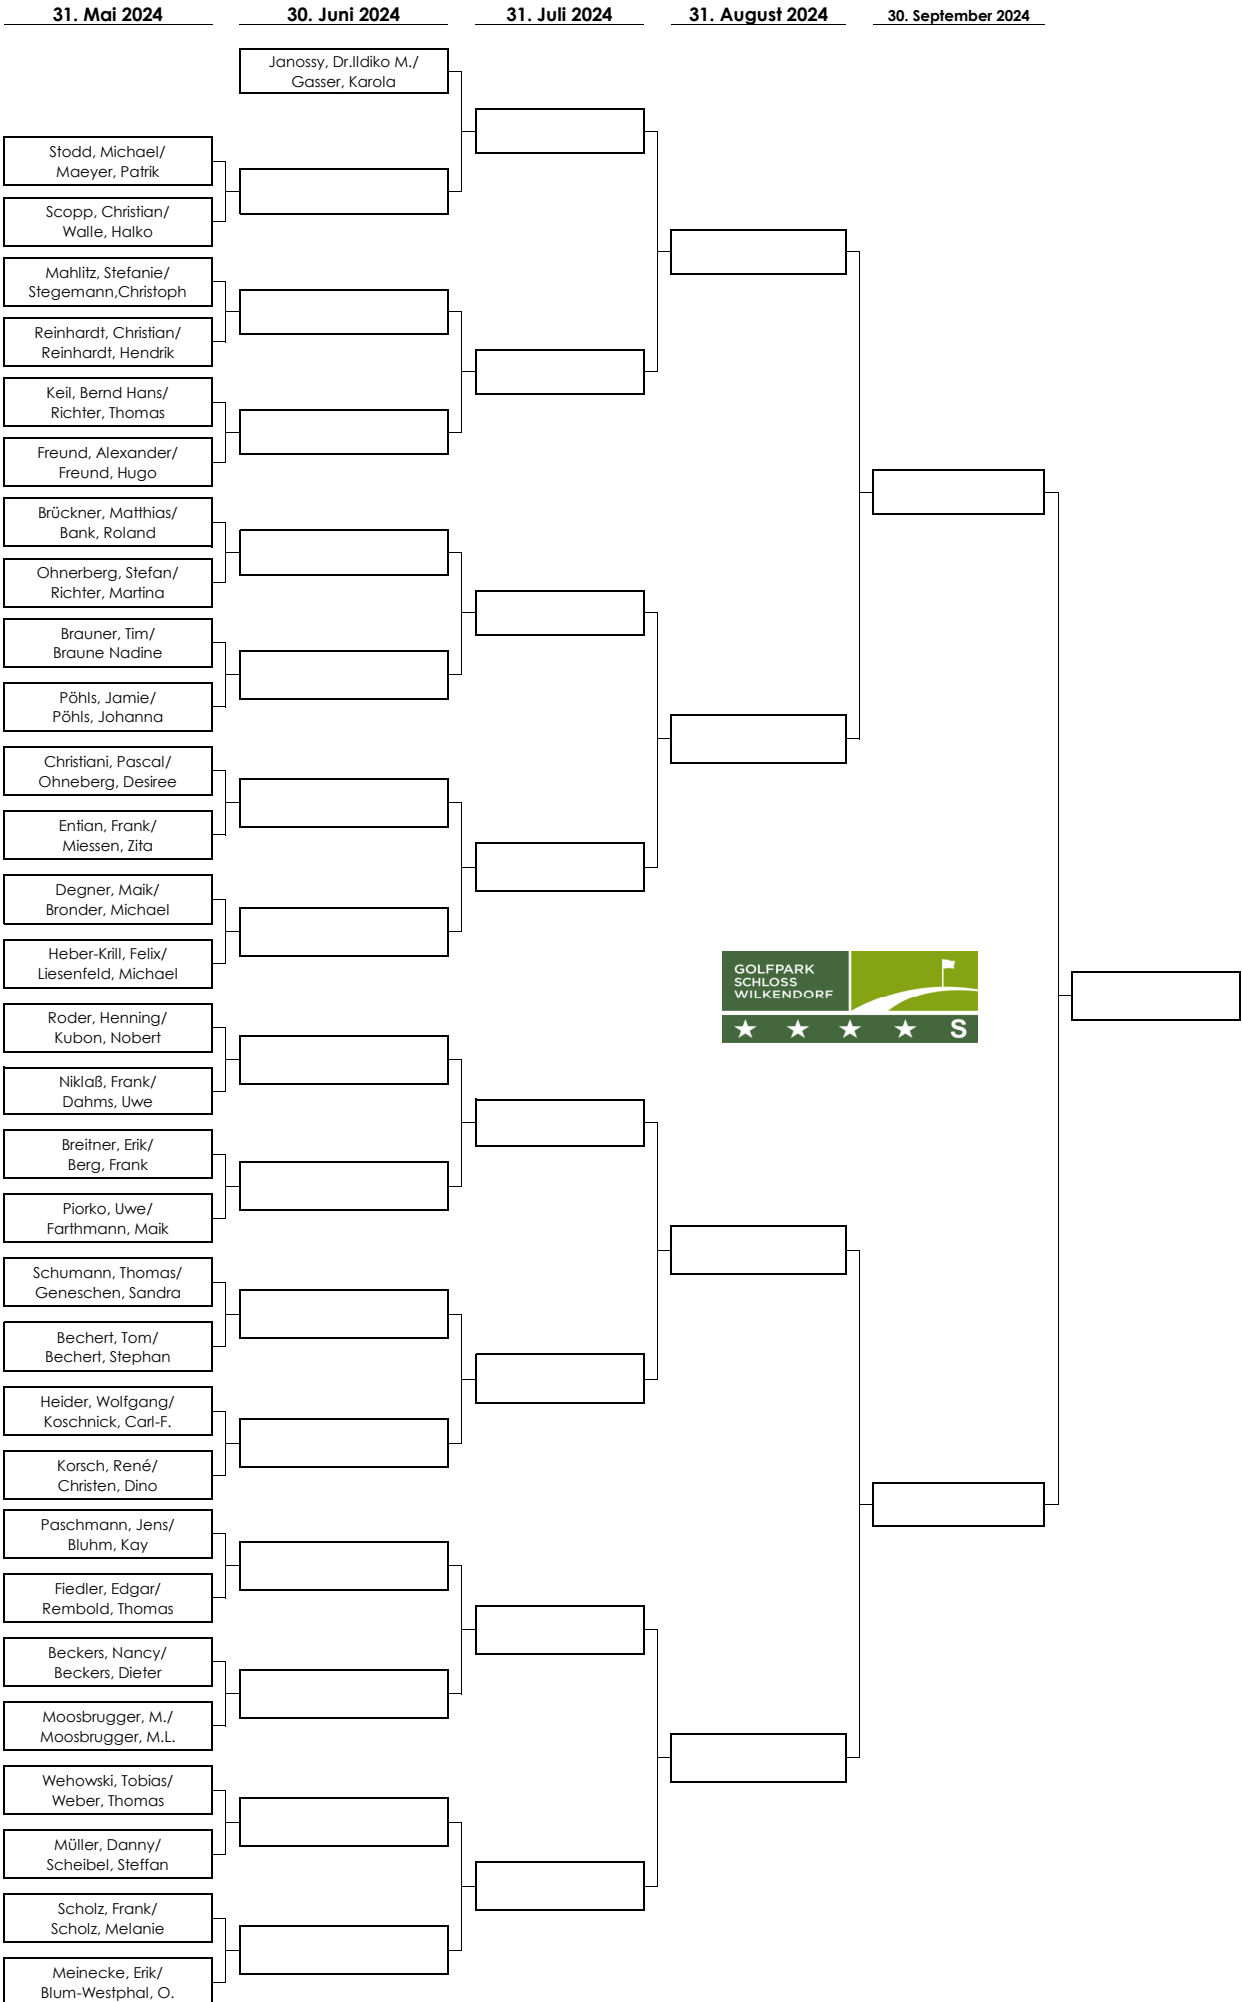 31. Mai 2024
30. Juni 2024
31. Juli 2024
31. August 2024
30. September 2024
Janossy, Dr.Ildiko M./
Gasser, Karola
Stodd, Michael/
Maeyer, Patrik
Scopp, Christian/
Walle, Halko
Mahlitz, Stefanie/
Stegemann,Christoph
Reinhardt, Christian/
Reinhardt, Hendrik
Keil, Bernd Hans/
Richter, Thomas
Freund, Alexander/
Freund, Hugo
Brückner, Matthias/
Bank, Roland
Ohnerberg, Stefan/
Richter, Martina
Brauner, Tim/
Braune Nadine
Pöhls, Jamie/
Pöhls, Johanna
Christiani, Pascal/
Ohneberg, Desiree
Entian, Frank/
Miessen, Zita
Degner, Maik/
Bronder, Michael
Heber-Krill, Felix/
Liesenfeld, Michael
GOLFPARK
SCHLOSS
WILKENDORF
S
Roder, Henning/
Kubon, Nobert
Niklaß, Frank/
Dahms, Uwe
Breitner, Erik/
Berg, Frank
Piorko, Uwe/
Farthmann, Maik
Schumann, Thomas/
Geneschen, Sandra
Bechert, Tom/
Bechert, Stephan
Heider, Wolfgang/
Koschnick, Carl-F.
Korsch, René/
Christen, Dino
Paschmann, Jens/
Bluhm, Kay
Fiedler, Edgar/
Rembold, Thomas
Beckers, Nancy/
Beckers, Dieter
Moosbrugger, M./
Moosbrugger, M.L.
Wehowski, Tobias/
Weber, Thomas
Müller, Danny/
Scheibel, Steffan
Scholz, Frank/
Scholz, Melanie
Meinecke, Erik/
Blum-Westphal, O.